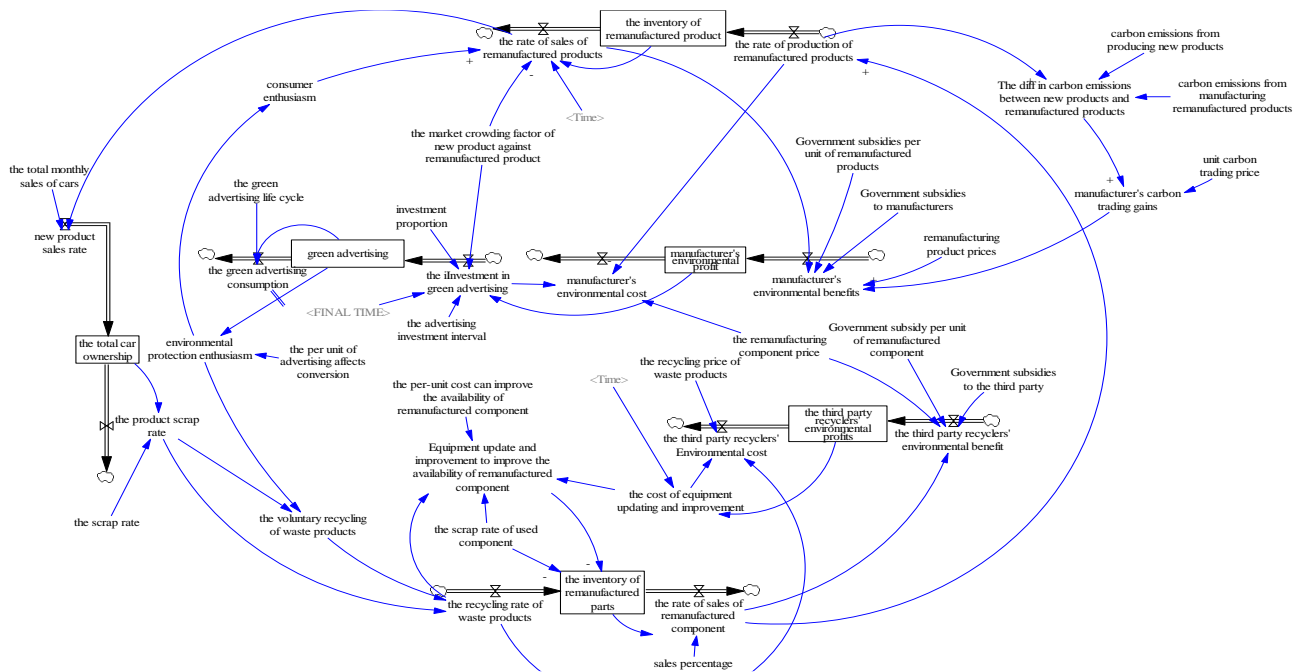 the inventory of
remanufactured product
the rate of sales of
remanufactured products
the rate of production of
remanufactured products
carbon emissions from
producing new products
The diff in carbon emissions
between new products and
remanufactured products
carbon emissions from
manufacturing
remanufactured products
+
-
+
consumer
enthusiasm
<Time>
the market crowding factor of
new product against
remanufactured product
Government subsidies per
unit of remanufactured
products
unit carbon
trading price
the total monthly
sales of cars
the green
advertising life cycle
investment
proportion
Government subsidies
to manufacturers
+
manufacturer's carbon
trading gains
new product
sales rate
green advertising
manufacturer's
environmental
profit
remanufacturing
product prices
the green advertising
consumption
the iInvestment in
green advertising
manufacturer's
environmental cost
-
manufacturer's
environmental benefits
+
<FINAL TIME>
the advertising
investment interval
the total car
ownership
environmental
protection enthusiasm
the per unit of
advertising affects
conversion
the remanufacturing
component price
Government subsidy per unit
of remanufactured
component
the recycling price of
waste products
<Time>
Government subsidies
to the third party
the per-unit cost can improve
the availability of
remanufactured component
the third party
recyclers'
environmental
profits
the product scrap
rate
Equipment update and
improvement to improve the
availability of remanufactured
component
the third party recyclers'
Environmental cost
the third party recyclers'
environmental benefit
the cost of equipment
updating and improvement
the scrap rate
the voluntary recycling
of waste products
the scrap rate of used
component
-
-
the inventory of
remanufactured
parts
the recycling rate of
waste products
the rate of sales of
remanufactured
component
sales percentage